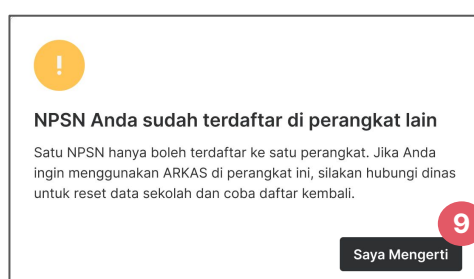 !
NPSN Anda sudah terdaftar di perangkat lain
Satu NPSN hanya boleh terdaftar ke satu perangkat. Jika Anda
ingin menggunakan ARKAS di perangkat ini, silakan hubungi dinas
untuk reset data sekolah dan coba daftar kembali.
9
Saya Mengerti